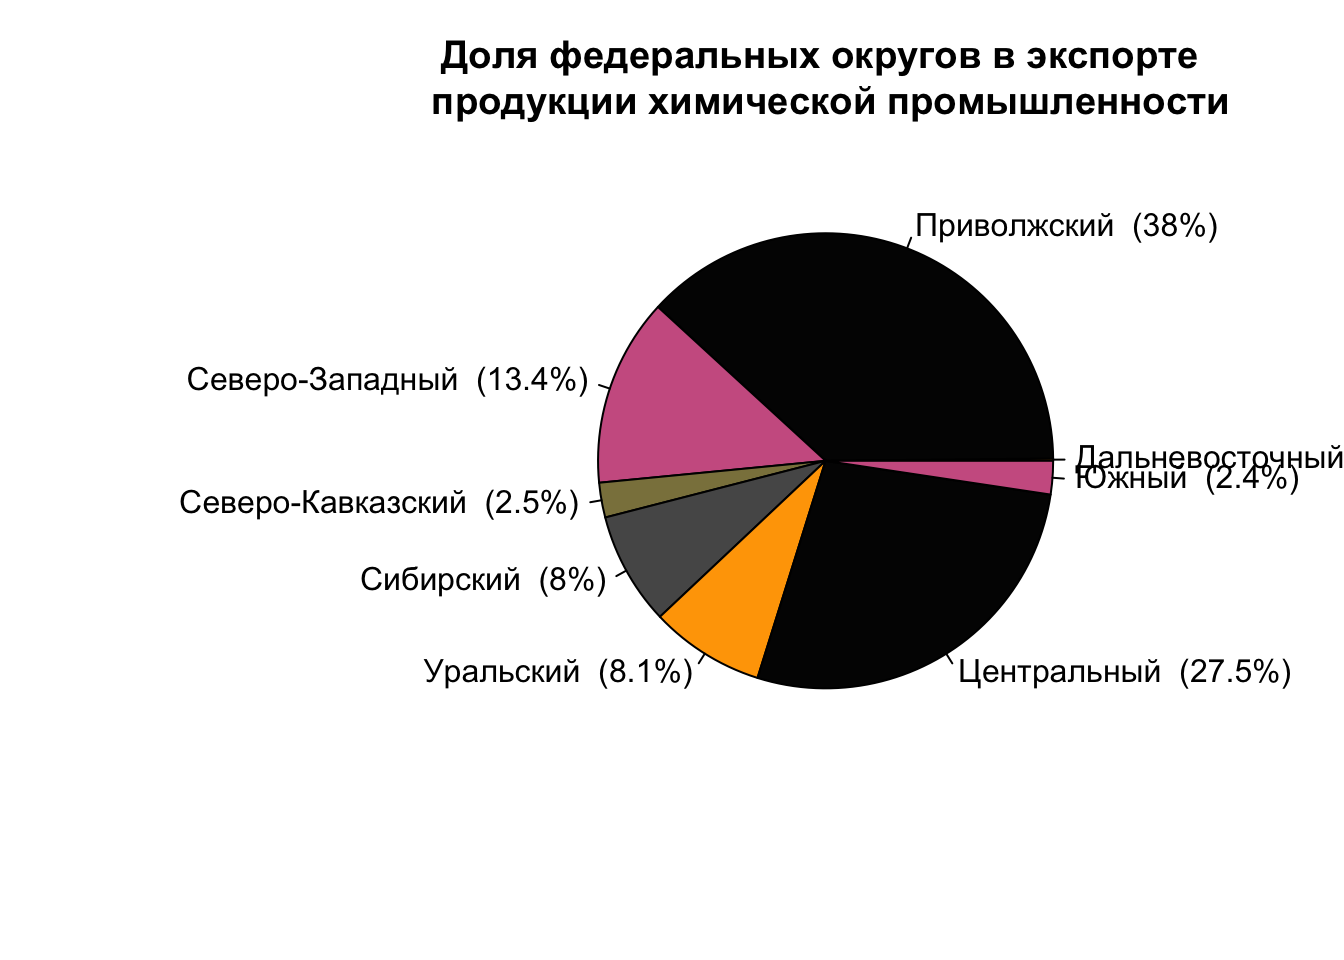 Доля федеральных округов в экспорте
продукции химической промышленности
Приволжский (38%)
Северо-Западный (13.4%)
Дальневосточный
Южный (2.4%)
Северо-Кавказский (2.5%)
Сибирский (8%)
Уральский (8.1%)
Центральный (27.5%)